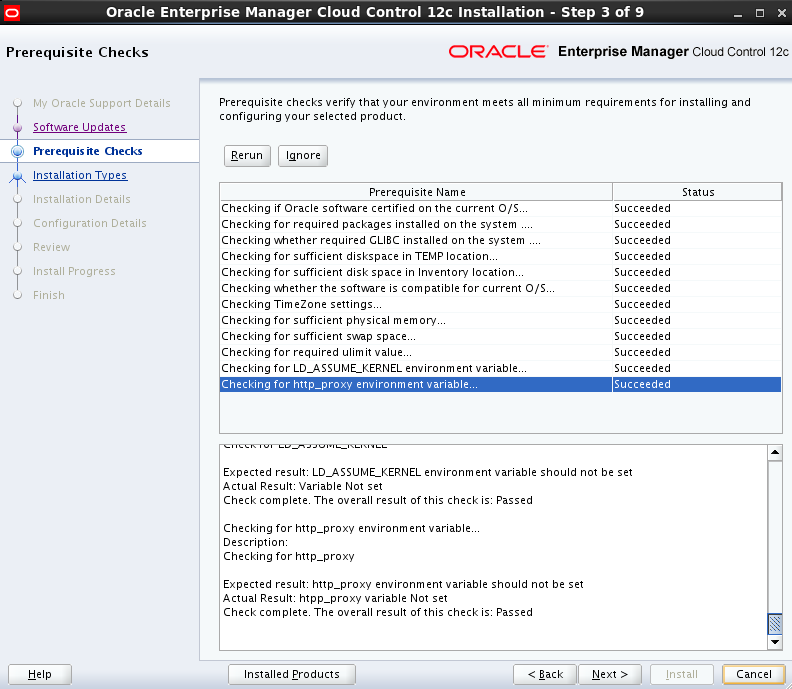 Oracle Enterprise Manager Cloud Control 12c Installation - Step 3 of 9
Prerequisite Checks
ORACLE Enterprise Manager Cloud Control 12c
My Oracle Support Details
Software Updates
Prerequisite Checks
Installation Types
Installation Details
Configuration Details
Review
Install Progress
Finish
Prerequisite checks verify that your environment meets all minimum requirements for installing and
configuring your selected product.
Rerun Ignore
Prerequisite Name Status
Checking if Oracle software certified on the current O/S... Succeeded
Checking for required packages installed on the system .... Succeeded
Checking whether required GLIBC installed on the system .... Succeeded
Checking for sufficient diskspace in TEMP location... Succeeded
Checking for sufficient disk space in Inventory location... Succeeded
Checking whether the software is compatible for current O/S... Succeeded
Checking TimeZone settings... Succeeded
Checking for sufficient physical memory... Succeeded
Checking for sufficient swap space... Succeeded
Checking for required ulimit value... Succeeded
Checking for LD_ASSUME_KERNEL environment variable... Succeeded
Checking for http_proxy environment variable... Succeeded
Check for LD_ASSUME_KERNEL
Expected result: LD_ASSUME_KERNEL environment variable should not be set
Actual Result: Variable Not set
Check complete. The overall result of this check is: Passed
Checking for http_proxy environment variable...
Description:
Checking for http_proxy
Expected result: http_proxy environment variable should not be set
Actual Result: htpp_proxy variable Not set
Check complete. The overall result of this check is: Passed
Help Installed Products < Back Next > Install Cancel